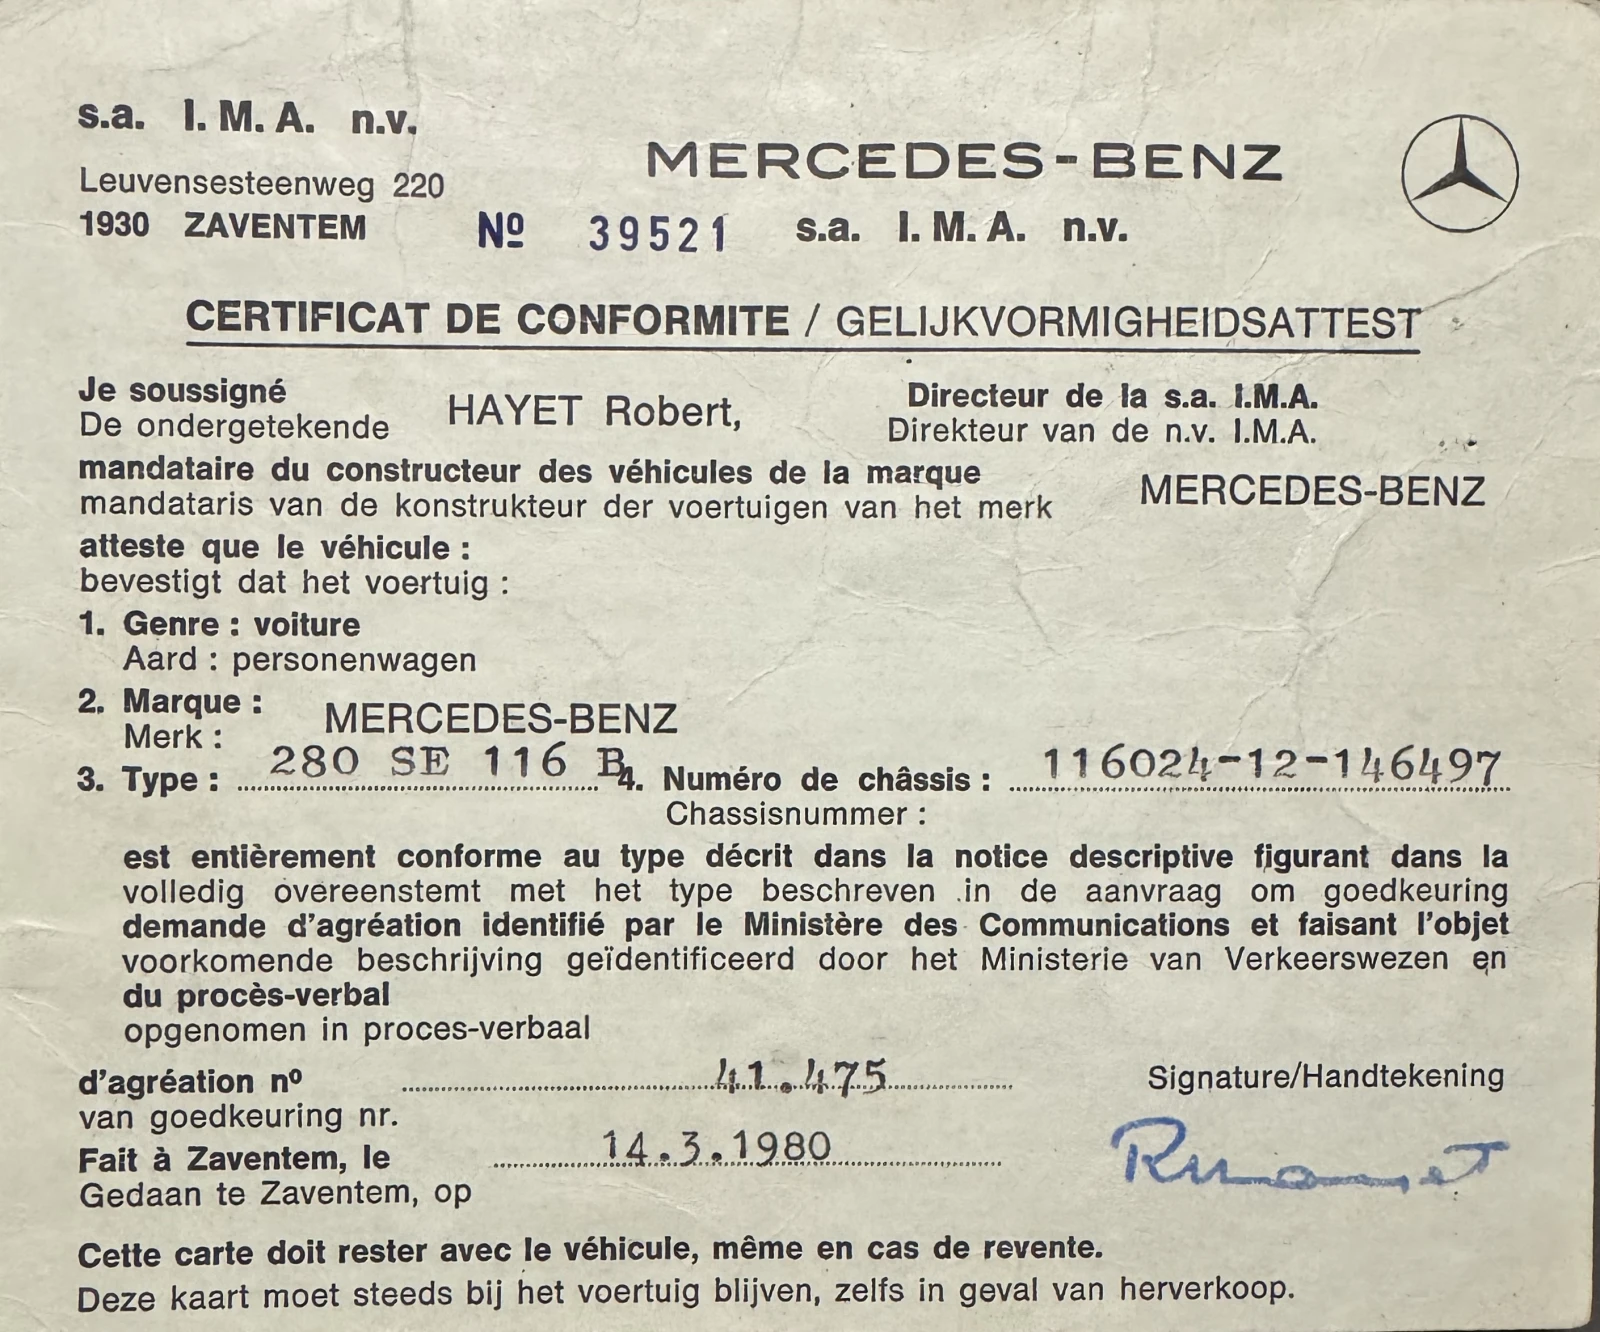 s.a. I. M. A. n.v.
Leuvensesteenweg 220
1930 ZAVENTEM
MERCEDES-BENZ
Nº 39521 s.a. I. M. A. n.v.
CERTIFICAT DE CONFORMITE / GELIJKVORMIGHEIDSATTEST
Je soussigné
De ondergetekende
HAYET Robert,
Directeur de la s.a. I.M.A.
Direkteur van de n.v. I.M.A.
mandataire du constructeur des véhicules de la marque
mandataris van de konstrukteur der voertuigen van het merk
MERCEDES-BENZ
atteste que le véhicule :
bevestigt dat het voertuig :
1. Genre : voiture
Aard : personenwagen
2. Marque :
Merk :
MERCEDES-BENZ
3. Type : 280 SE 116 B 4. Numéro de châssis : 116024-12-146497
Chassisnummer :
est entièrement conforme au type décrit dans la notice descriptive figurant dans la
volledig overeenstemt met het type beschreven in de aanvraag om goedkeuring
demande d'agréation identifié par le Ministère des Communications et faisant l'objet
voorkomende beschrijving geïdentificeerd door het Ministerie van Verkeerswezen en
du procès-verbal
opgenomen in proces-verbaal
d'agréation nº 41.475
van goedkeuring nr.
Signature/Handtekening
Fait à Zaventem, le 14.3.1980
Gedaan te Zaventem, op
Cette carte doit rester avec le véhicule, même en cas de revente.
Deze kaart moet steeds bij het voertuig blijven, zelfs in geval van herverkoop.